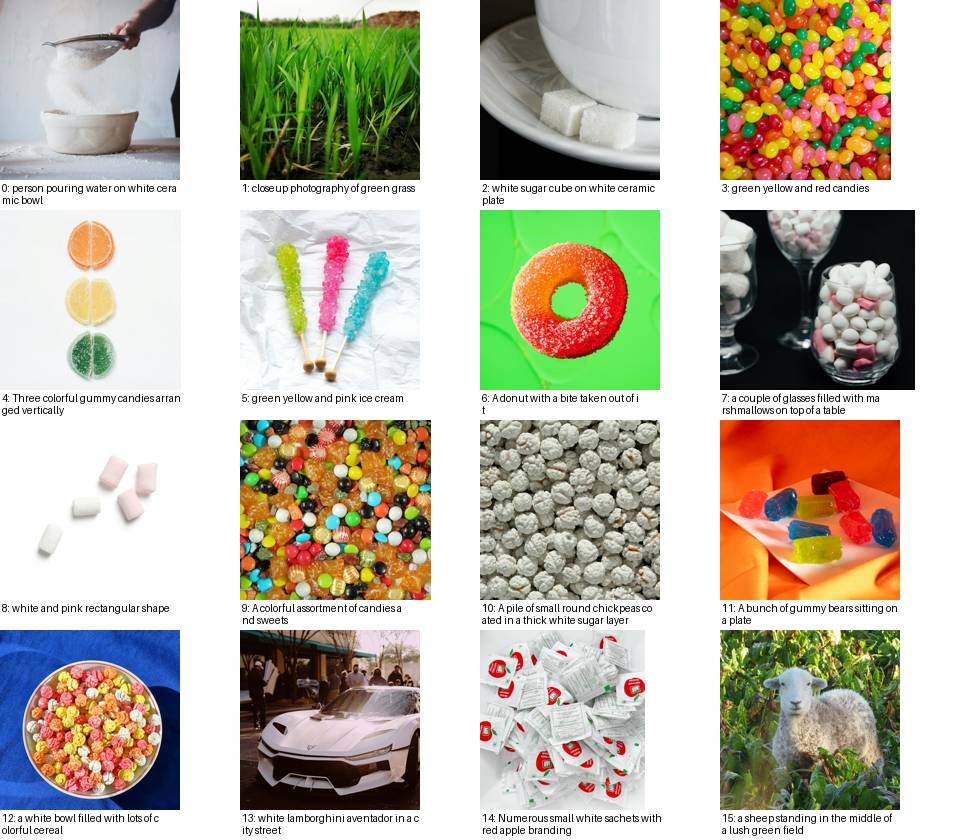 0: person pouring water on white cera
mic bowl
1: closeup photography of green grass
2: white sugar cube on white ceramic
plate
3: green yellow and red candies
4: Three colorful gummy candies arran
ged vertically
5: green yellow and pink ice cream
6: A donut with a bite taken out of i
t
7: a couple of glasses filled with ma
rshmallows on top of a table
8: white and pink rectangular shape
9: A colorful assortment of candies a
nd sweets
10: A pile of small round chickpeas co
ated in a thick white sugar layer
11: A bunch of gummy bears sitting on
a plate
12: a white bowl filled with lots of c
olorful cereal
13: white lamborghini aventador in a c
ity street
14: Numerous small white sachets with
red apple branding
15: a sheep standing in the middle of
a lush green field